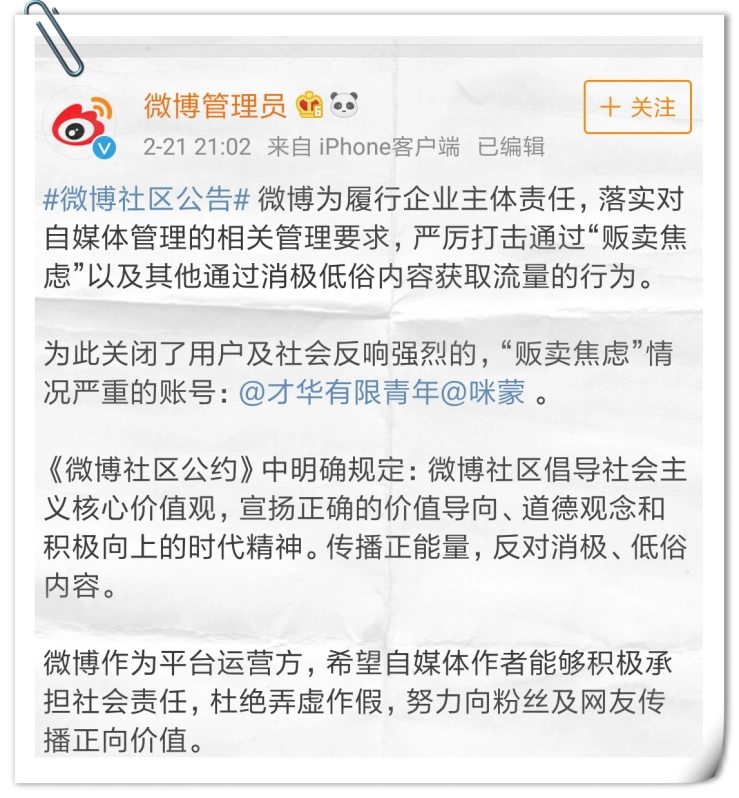 微博管理员
+ 关注
2-21 21:02 来自 iPhone客户端 已编辑
#微博社区公告# 微博为履行企业主体责任，落实对
自媒体管理的相关管理要求，严厉打击通过“贩卖焦
虑”以及其他通过消极低俗内容获取流量的行为。
为此关闭了用户及社会反响强烈的，“贩卖焦虑”情
况严重的账号：@才华有限青年@咪蒙 。
《微博社区公约》中明确规定：微博社区倡导社会主
义核心价值观，宣扬正确的价值导向、道德观念和
积极向上的时代精神。传播正能量，反对消极、低俗
内容。
微博作为平台运营方，希望自媒体作者能够积极承
担社会责任，杜绝弄虚作假，努力向粉丝及网友传
播正向价值。